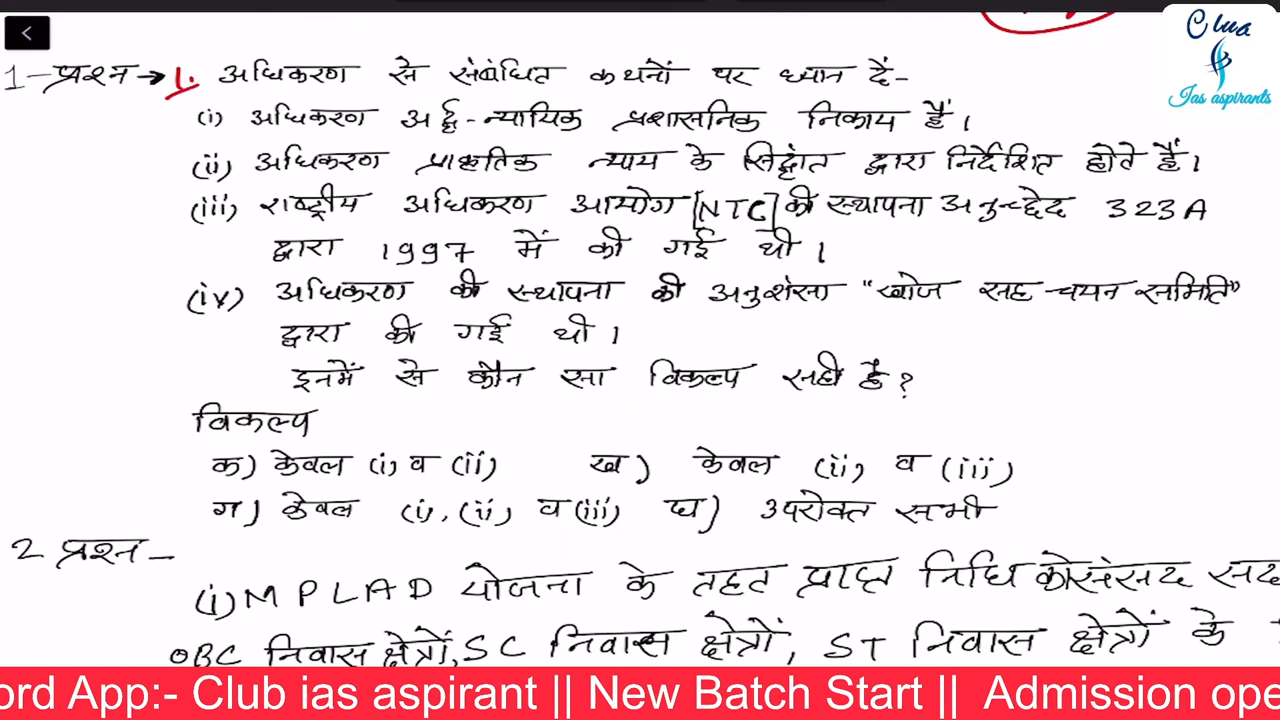 Clua
Ias aspirants
1-प्रश्न→ 1. अधिकरण से संबंधित कथनों पर ध्यान दें-
(i) अधिकरण अर्द्ध-न्यायिक प्रशासनिक निकाय हैं।
(ii) अधिकरण प्राकृतिक न्याय के सिद्धांत द्वारा निर्देशित होते हैं।
(iii) राष्ट्रीय अधिकरण आयोग [NTC] की स्थापना अनुच्छेद 323A
द्वारा 1997 में की गई थी।
(iv) अधिकरण की स्थापना की अनुशंसा "खोज सह-चयन समिति"
द्वारा की गई थी।
इनमें से कौन सा विकल्प सही है?
विकल्प
क) केवल (i) व (ii) ख) केवल (ii) व (iii)
ग) केवल (i), (ii) व (iii) घ) उपरोक्त सभी
2 प्रश्न-
(i) MPLAD योजना के तहत प्राप्त निधि को संसद सद
OBC निवास क्षेत्रों, SC निवास क्षेत्रों, ST निवास क्षेत्रों के
ord App:- Club ias aspirant || New Batch Start || Admission ope